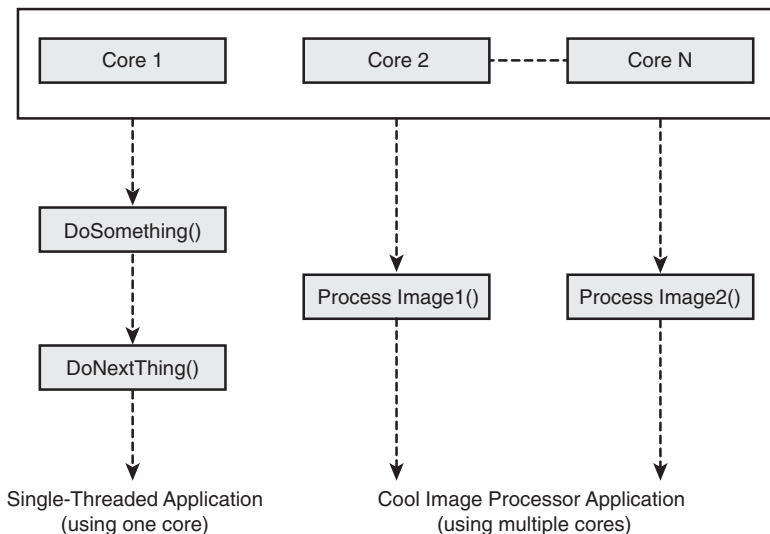 Core 1
Core 2
Core N
DoSomething()
Process Image1()
Process Image2()
DoNextThing()
Single-Threaded Application
(using one core)
Cool Image Processor Application
(using multiple cores)